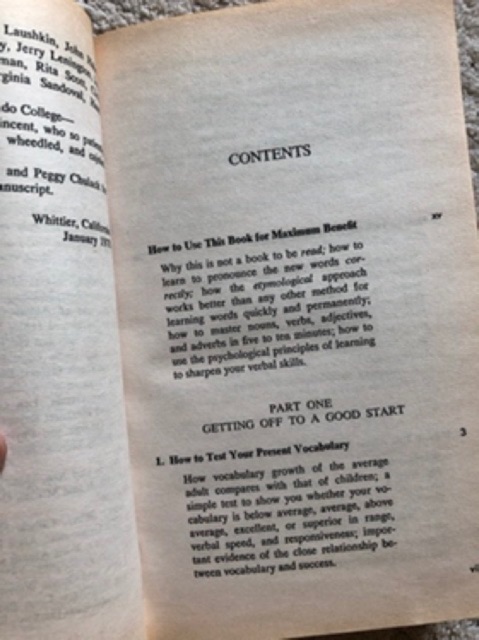 Laushkin, John
y, Jerry Lenington,
man, Rita Scott,
ginia Sandoval,
do College—
incent, who so
wheedled, and
and Peggy
anuscript.
Whittier,
January
CONTENTS
How to Use This Book for Maximum Benefit xv
Why this is not a book to be read; how to
learn to pronounce the new words cor-
rectly; how the etymological approach
works better than any other method for
learning words quickly and permanently;
how to master nouns, verbs, adjectives,
and adverbs in five to ten minutes; how to
use the psychological principles of learning
to sharpen your verbal skills.
PART ONE
GETTING OFF TO A GOOD START
1. How to Test Your Present Vocabulary 3
How vocabulary growth of the average
adult compares with that of children; a
simple test to show you whether your vo-
cabulary is below average, average, above
average, excellent, or superior in range,
verbal speed, and responsiveness; impor-
tant evidence of the close relationship be-
tween vocabulary and success.